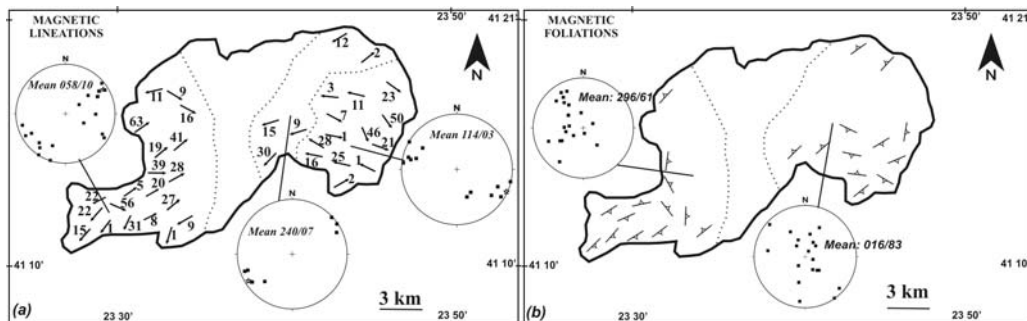 MAGNETIC
LINEATIONS
23 50'
41 21'
N
N
Mean 058/10
12
2
3
11
23
11
9
16
7
50
63
15
9
1
46
21
N
Mean 114/03
41
19
28
25
1
30
16
39
28
2
20
5
22
22
56
27
15
1
31
8
1
9
N
Mean 240/07
41 10'
3 km
(a)
23 30'
23 50'
MAGNETIC
FOLIATIONS
23 50'
41 21'
N
N
Mean: 296/61
N
Mean: 016/83
41 10'
3 km
(b)
23 30'